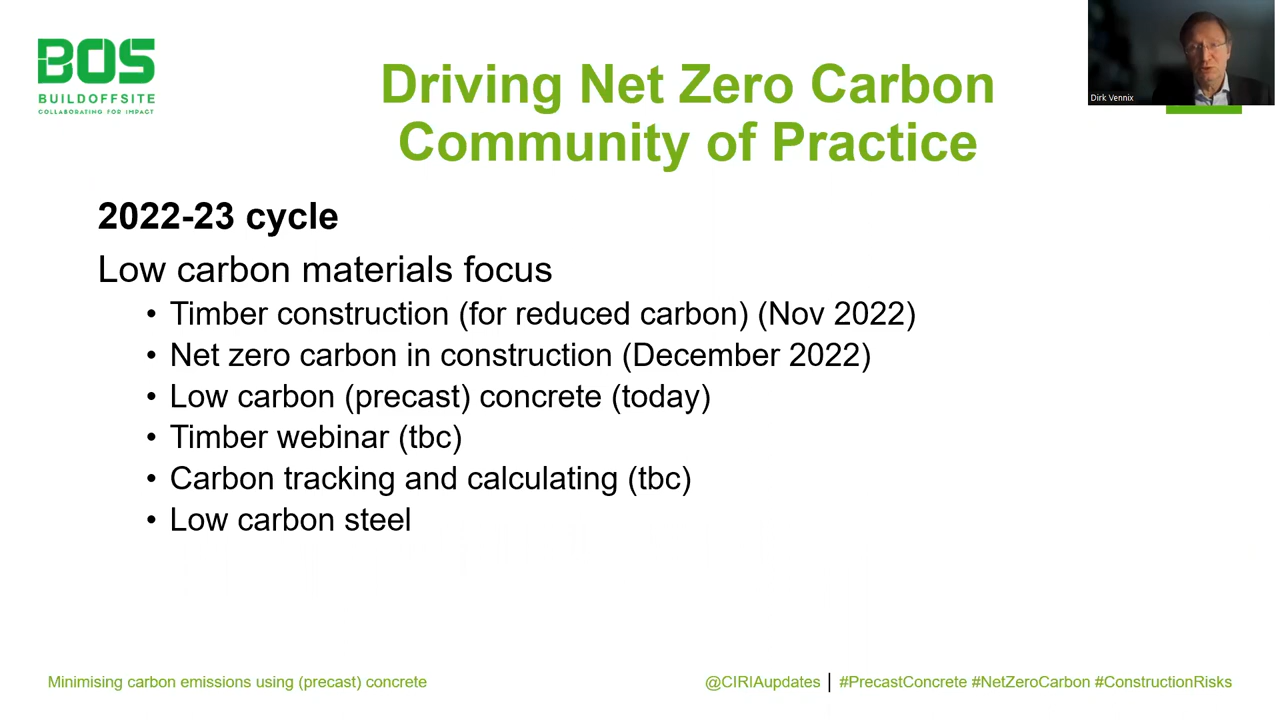 BOS
BUILDOFFSITE
COLLABORATING FOR IMPACT
Driving Net Zero Carbon
Community of Practice
Dirk Vennix
2022-23 cycle
Low carbon materials focus
• Timber construction (for reduced carbon) (Nov 2022)
• Net zero carbon in construction (December 2022)
• Low carbon (precast) concrete (today)
• Timber webinar (tbc)
• Carbon tracking and calculating (tbc)
• Low carbon steel
Minimising carbon emissions using (precast) concrete
@CIRIAupdates | #PrecastConcrete #NetZeroCarbon #ConstructionRisks